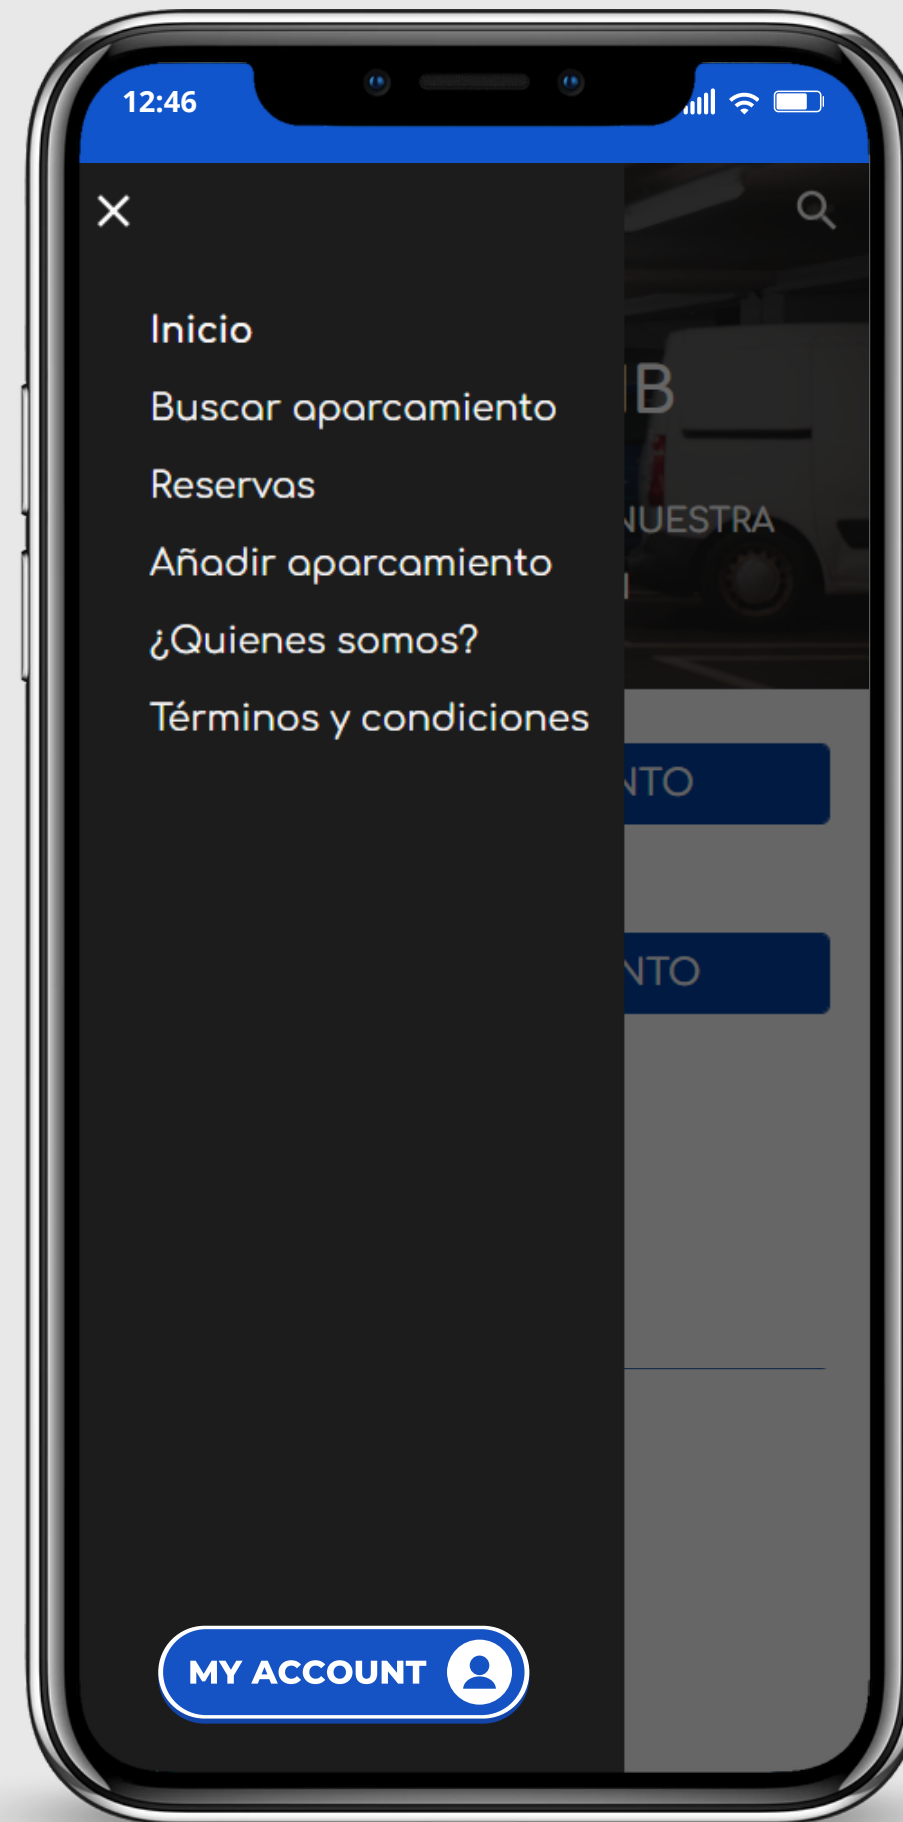 12:46
Inicio
Buscar aparcamiento
Reservas
Añadir aparcamiento
¿Quienes somos?
Términos y condiciones
MY ACCOUNT